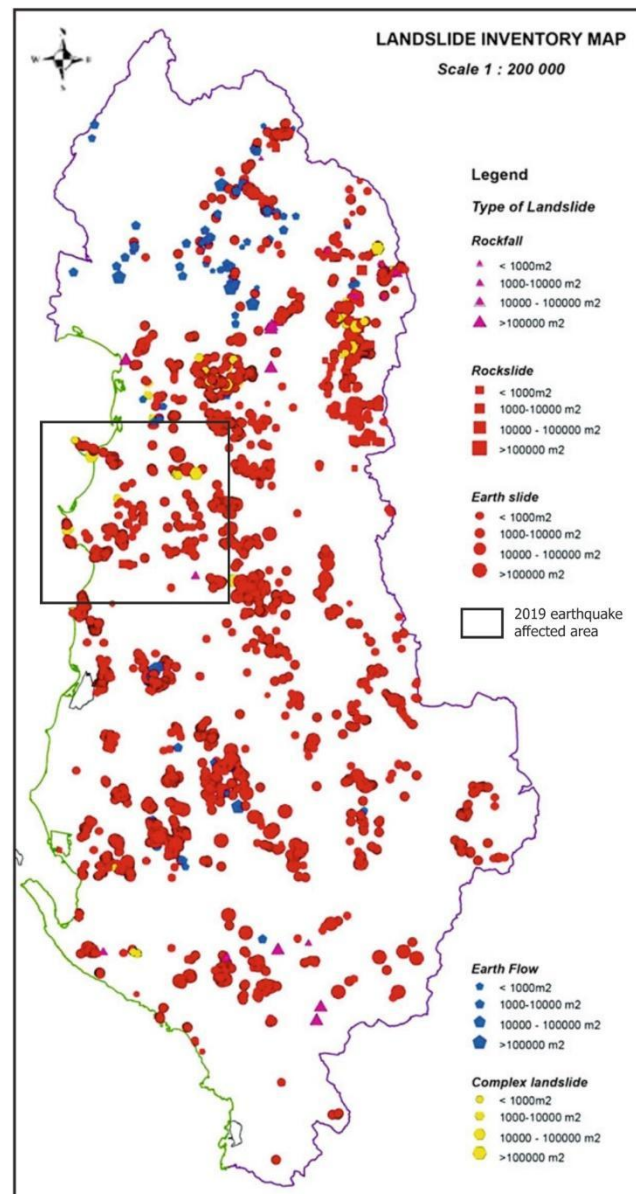 LANDSLIDE INVENTORY MAP
Scale 1 : 200 000
N
W E
S
Legend
Type of Landslide
Rockfall
< 1000m2
1000-10000 m2
10000 - 100000 m2
>100000 m2
Rockslide
< 1000m2
1000-10000 m2
10000 - 100000 m2
>100000 m2
Earth slide
< 1000m2
1000-10000 m2
10000 - 100000 m2
>100000 m2
2019 earthquake
affected area
Earth Flow
< 1000m2
1000-10000 m2
10000 - 100000 m2
>100000 m2
Complex landslide
< 1000m2
1000-10000 m2
10000 - 100000 m2
>100000 m2